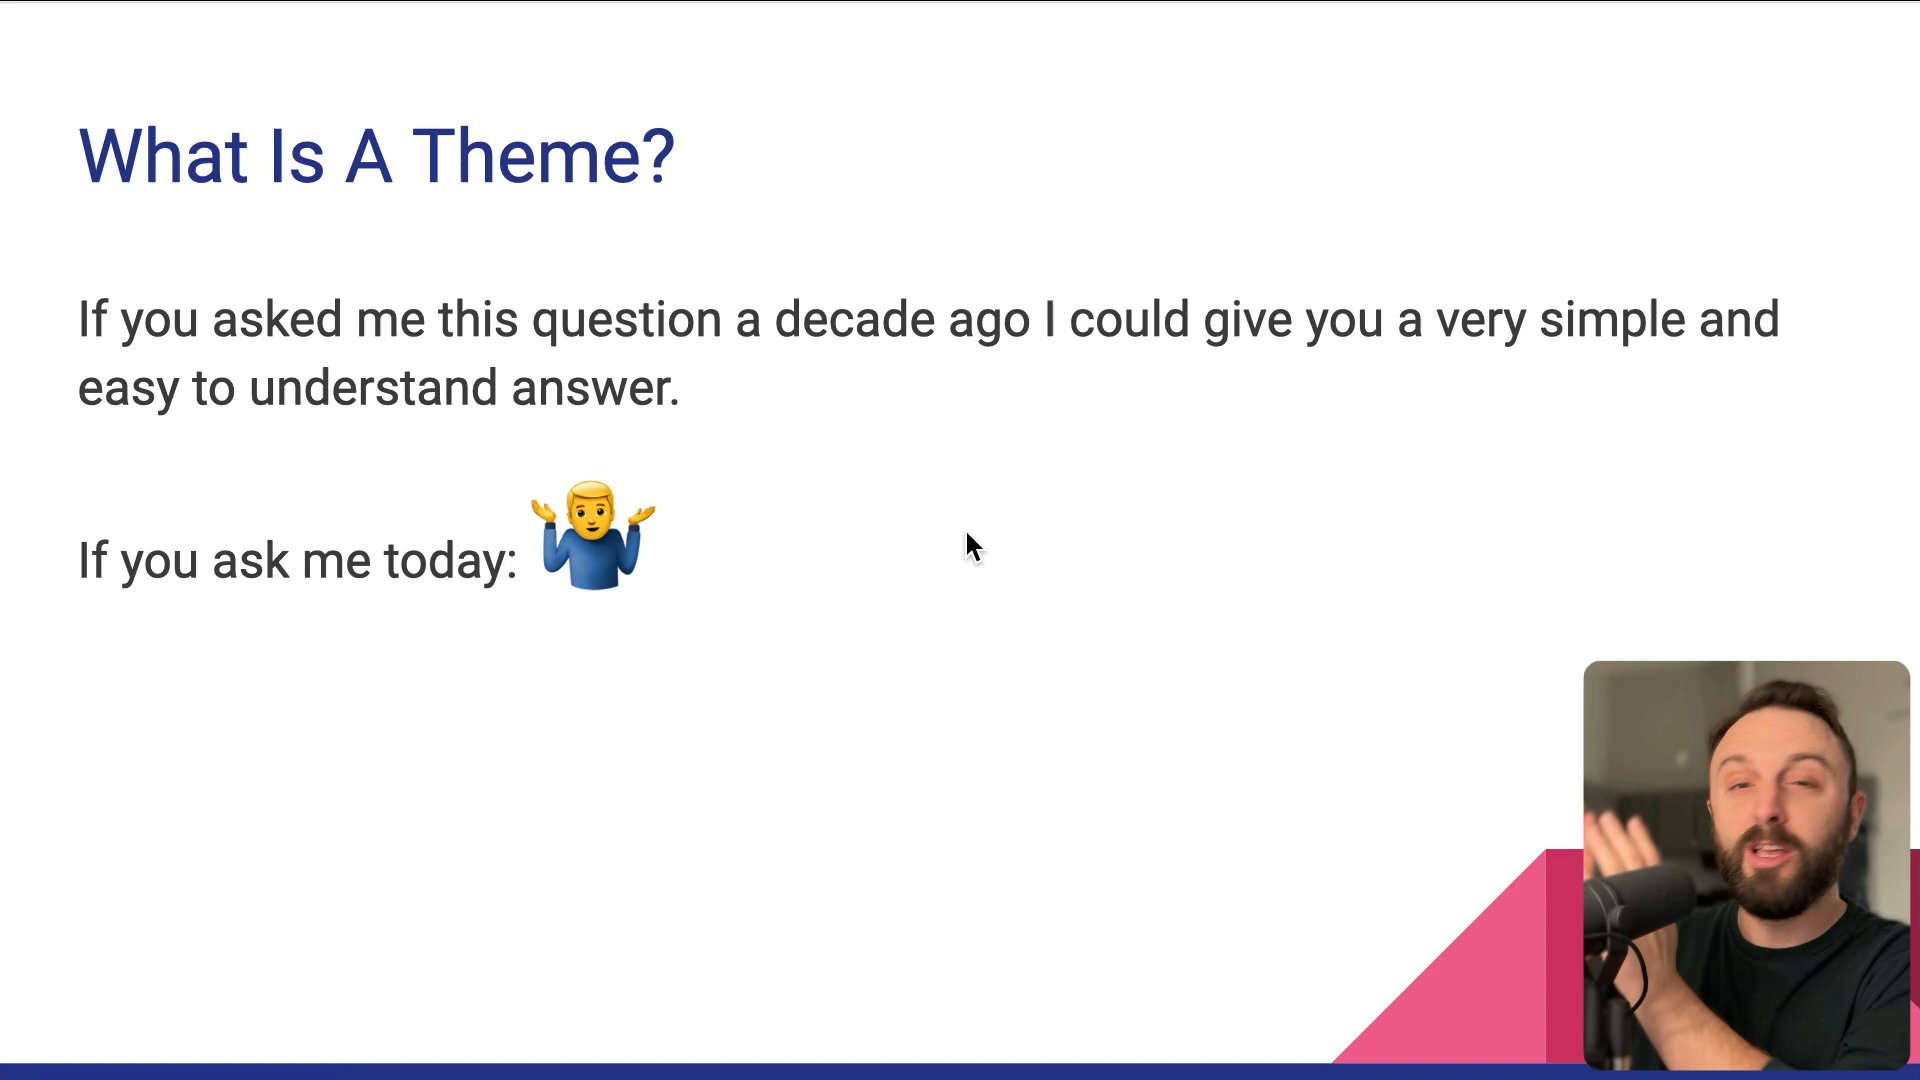 What Is A Theme?
If you asked me this question a decade ago I could give you a very simple and
easy to understand answer.
If you ask me today: 🤷‍♂️